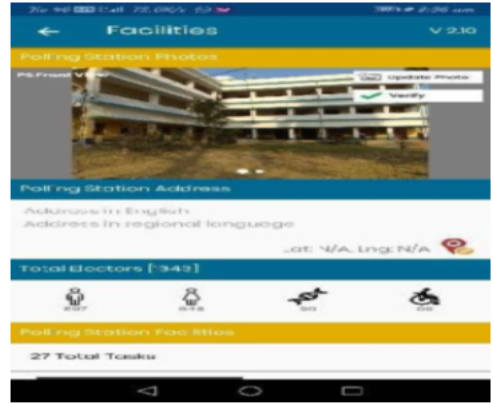 Facilities
V 2.10
Polling Station Photos
PS Front View
Update Photo
Verify
Polling Station Address
Address in English
Address in regional language
Lat: N/A, Lng: N/A
Total Electors
Polling Station Facilities
27 Total Tasks